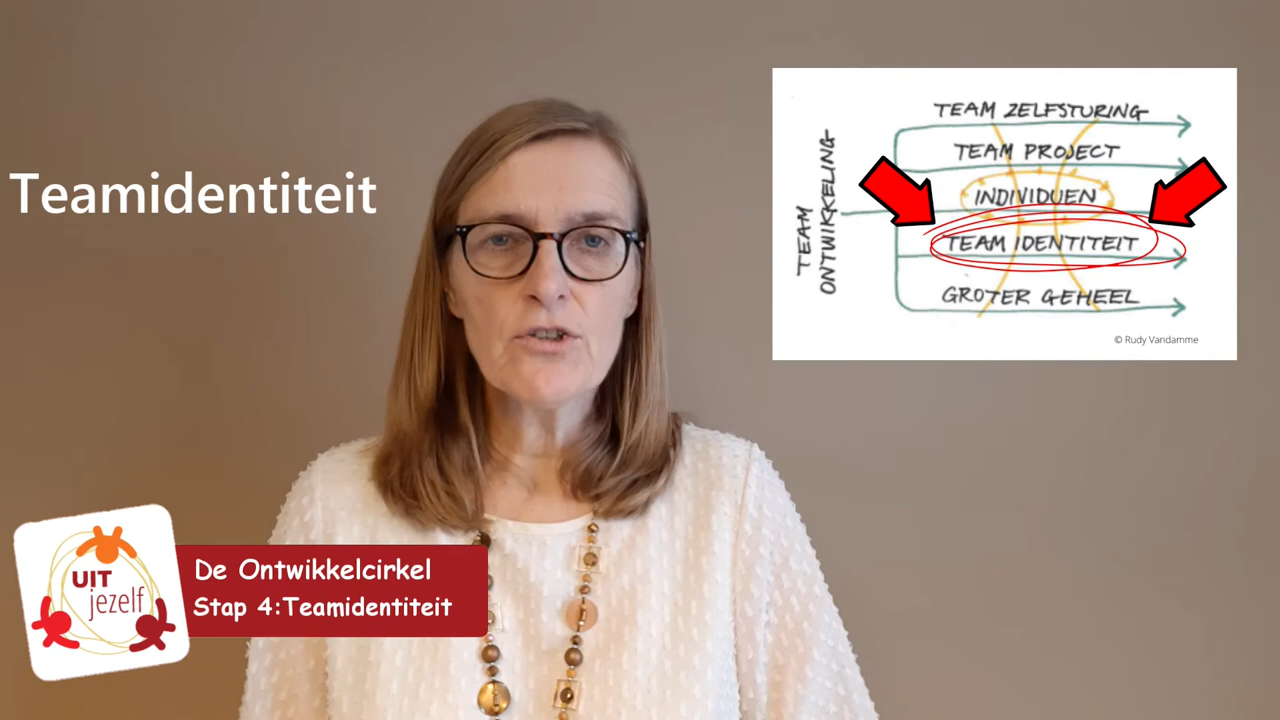 Teamidentiteit
TEAM ONTWIKKELING
TEAM ZELFSTURING
TEAM PROJECT
INDIVIDUEN
TEAM IDENTITEIT
GROTER GEHEEL
© Rudy Vandamme
UIT
jezelf
De Ontwikkelcirkel
Stap 4:Teamidentiteit